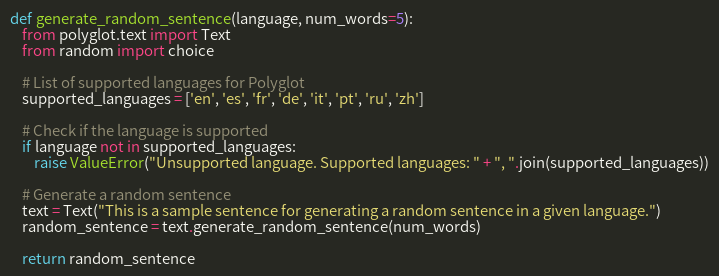 def generate_random_sentence(language, num_words=5):
    from polyglot.text import Text
    from random import choice

    # List of supported languages for Polyglot
    supported_languages = ['en', 'es', 'fr', 'de', 'it', 'pt', 'ru', 'zh']

    # Check if the language is supported
    if language not in supported_languages:
        raise ValueError("Unsupported language. Supported languages: " + ", ".join(supported_languages))

    # Generate a random sentence
    text = Text("This is a sample sentence for generating a random sentence in a given language.")
    random_sentence = text.generate_random_sentence(num_words)

    return random_sentence